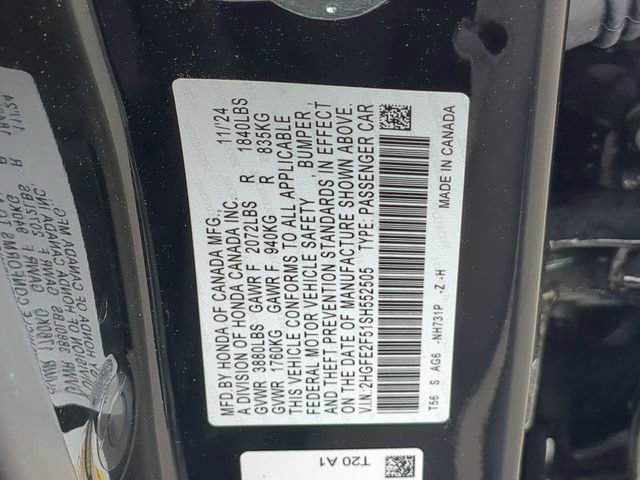 MFD.BY HONDA OF CANADA MFG., 11/24
A DIVISION OF HONDA CANADA INC.
GVWR 3880LBS GAWR F 2072LBS R 1840LBS
GVWR 1760KG GAWR F 940KG R 835KG
THIS VEHICLE CONFORMS TO ALL APPLICABLE
FEDERAL MOTOR VEHICLE SAFETY , BUMPER ,
AND THEFT PREVENTION STANDARDS IN EFFECT
ON THE DATE OF MANUFACTURE SHOWN ABOVE.
V.I.N. 2HGFE2F51SH552505 TYPE: PASSENGER CAR
T56 S AG6 -NH731P -Z -H MADE IN CANADA
T20 A1